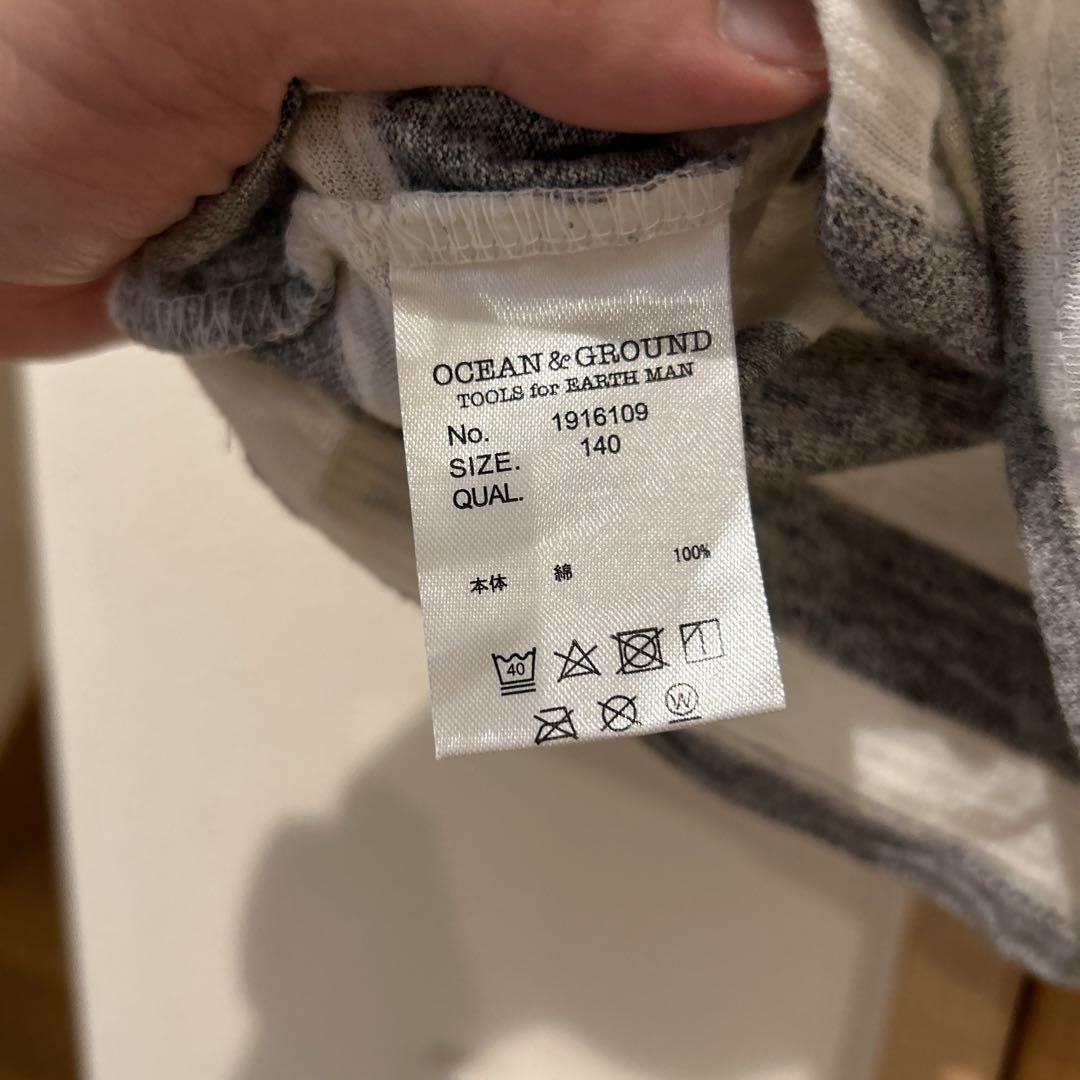 OCEAN & GROUND
TOOLS for EARTH MAN
No. 1916109
SIZE. 140
QUAL.
本体 綿 100%
40
W